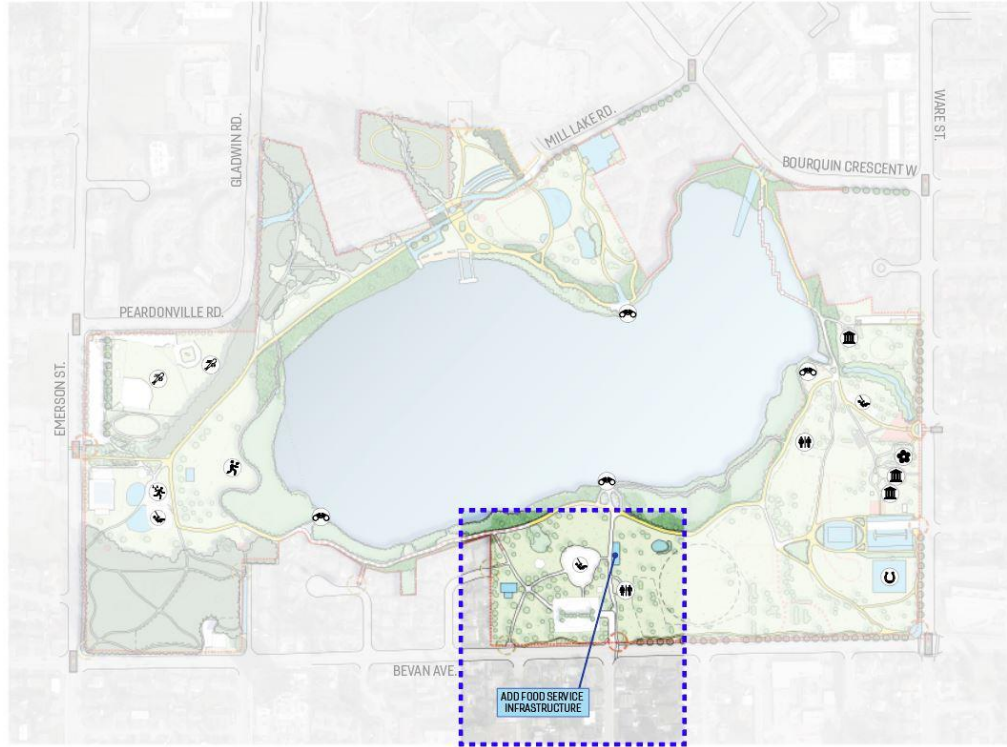 MILL LAKE RD.
WARE ST.
GLADWIN RD.
BOURQUIN CRESCENT W
PEARDONVILLE RD.
EMERSON ST.
BEVAN AVE.
ADD FOOD SERVICE
INFRASTRUCTURE